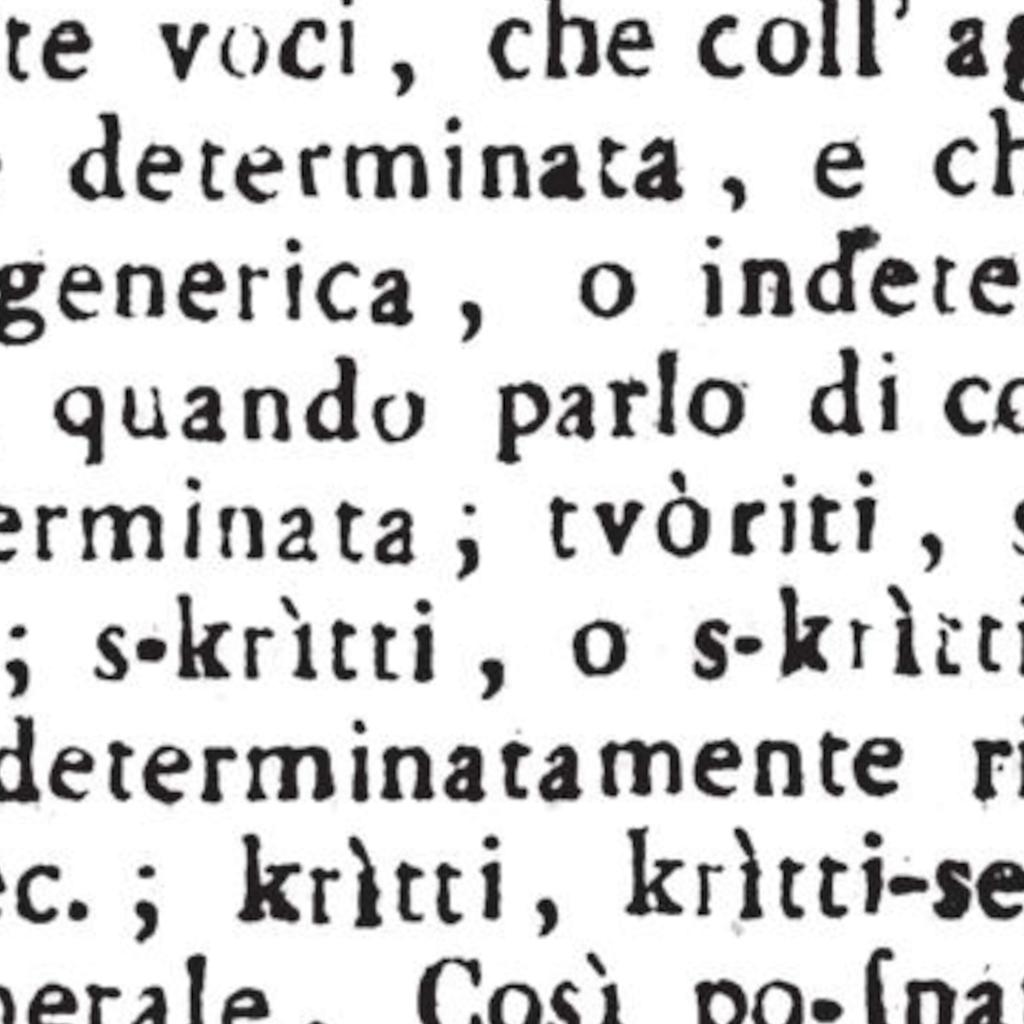 te voci, che coll' ag
determinata, e ch
generica, o indete
quando parlo di co
erminata; tvòriti, s
; s-krìtti, o s-krìtti
determinatamente ri
ec.; krìtti, krìtti-se
nerale. Così po-ſna